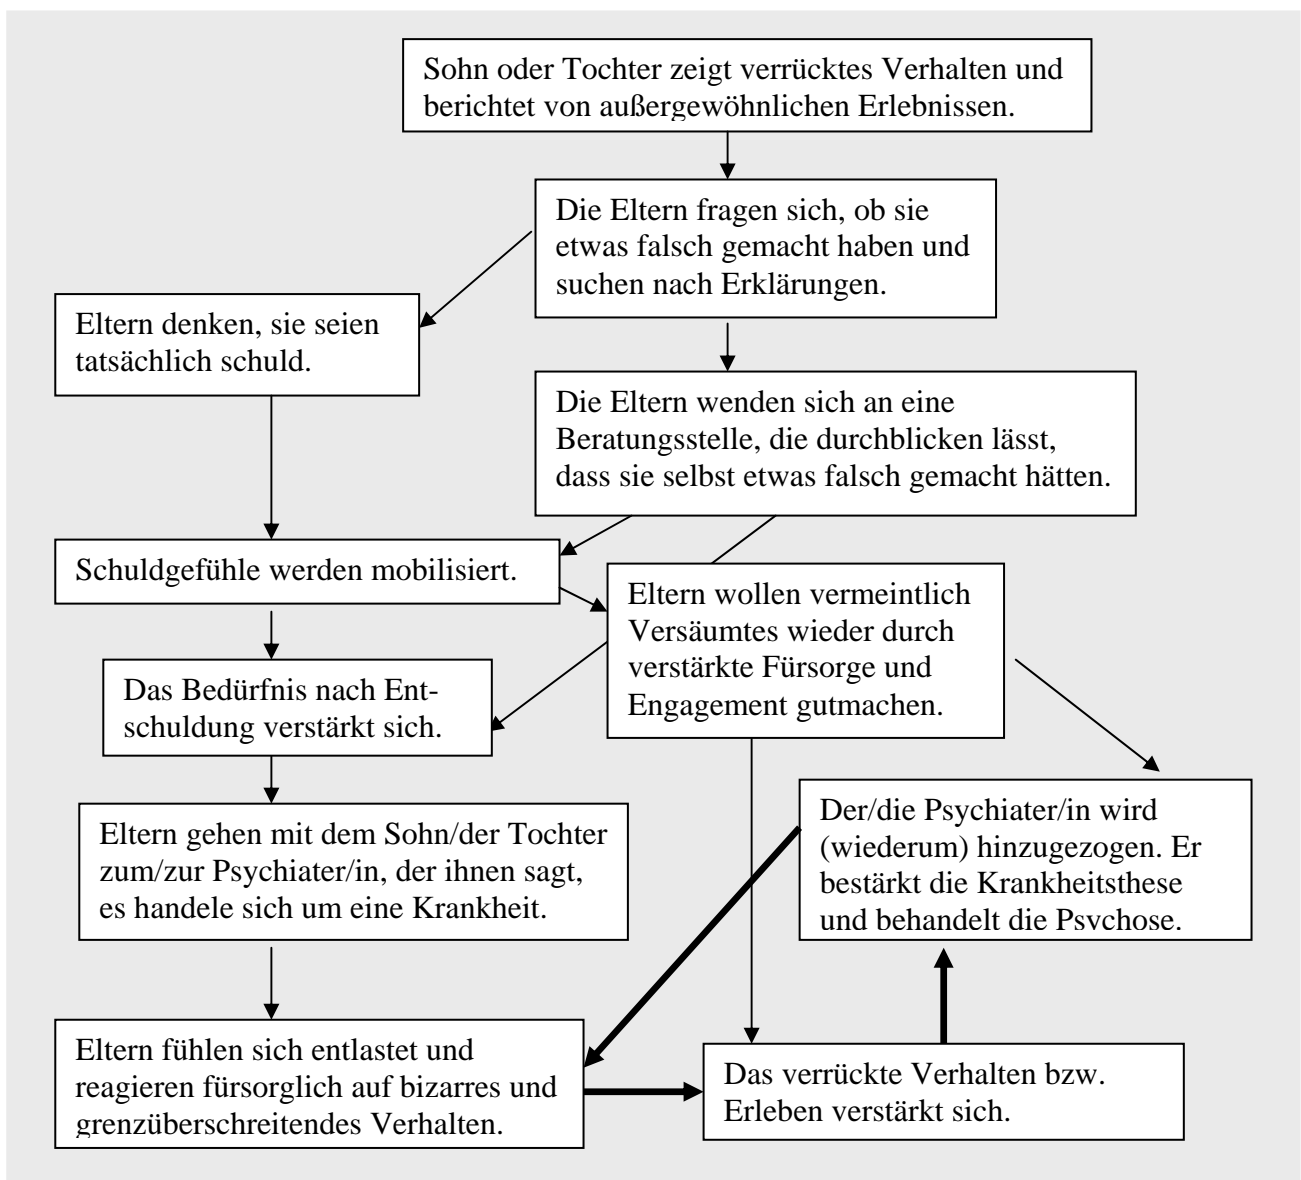 Sohn oder Tochter zeigt verrücktes Verhalten und
berichtet von außergewöhnlichen Erlebnissen.
Die Eltern fragen sich, ob sie
etwas falsch gemacht haben und
suchen nach Erklärungen.
Eltern denken, sie seien
tatsächlich schuld.
Die Eltern wenden sich an eine
Beratungsstelle, die durchblicken lässt,
dass sie selbst etwas falsch gemacht hätten.
Schuldgefühle werden mobilisiert.
Eltern wollen vermeintlich
Versäumtes wieder durch
verstärkte Fürsorge und
Engagement gutmachen.
Das Bedürfnis nach Ent-
schuldung verstärkt sich.
Eltern gehen mit dem Sohn/der Tochter
zum/zur Psychiater/in, der ihnen sagt,
es handele sich um eine Krankheit.
Der/die Psychiater/in wird
(wiederum) hinzugezogen. Er
bestärkt die Krankheitsthese
und behandelt die Psychose.
Eltern fühlen sich entlastet und
reagieren fürsorglich auf bizarres und
grenzüberschreitendes Verhalten.
Das verrückte Verhalten bzw.
Erleben verstärkt sich.